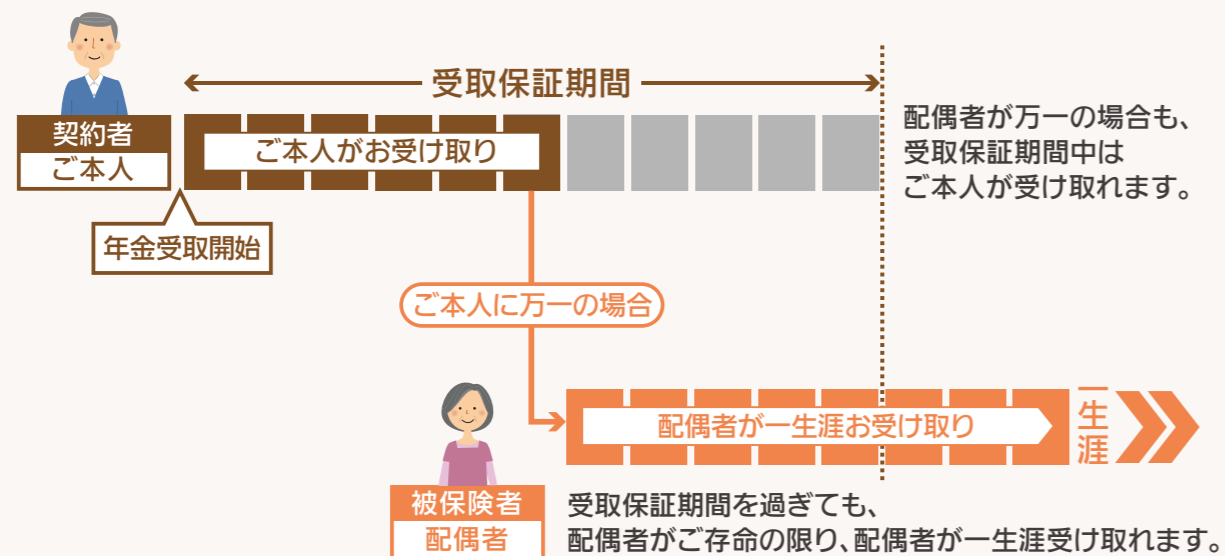 受取保証期間
契約者
ご本人
ご本人がお受け取り
年金受取開始
配偶者が万一の場合も、
受取保証期間中は
ご本人が受け取れます。
ご本人に万一の場合
配偶者が一生涯お受け取り
一生涯
被保険者
配偶者
受取保証期間を過ぎても、
配偶者がご存命の限り、配偶者が一生涯受け取れます。